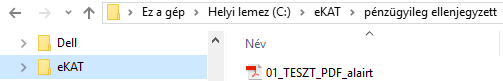 Ez a gép > Helyi lemez (C:) > eKAT > pénzügyileg ellenjegyzett
Dell
Név
eKAT
01_TESZT_PDF_alairt